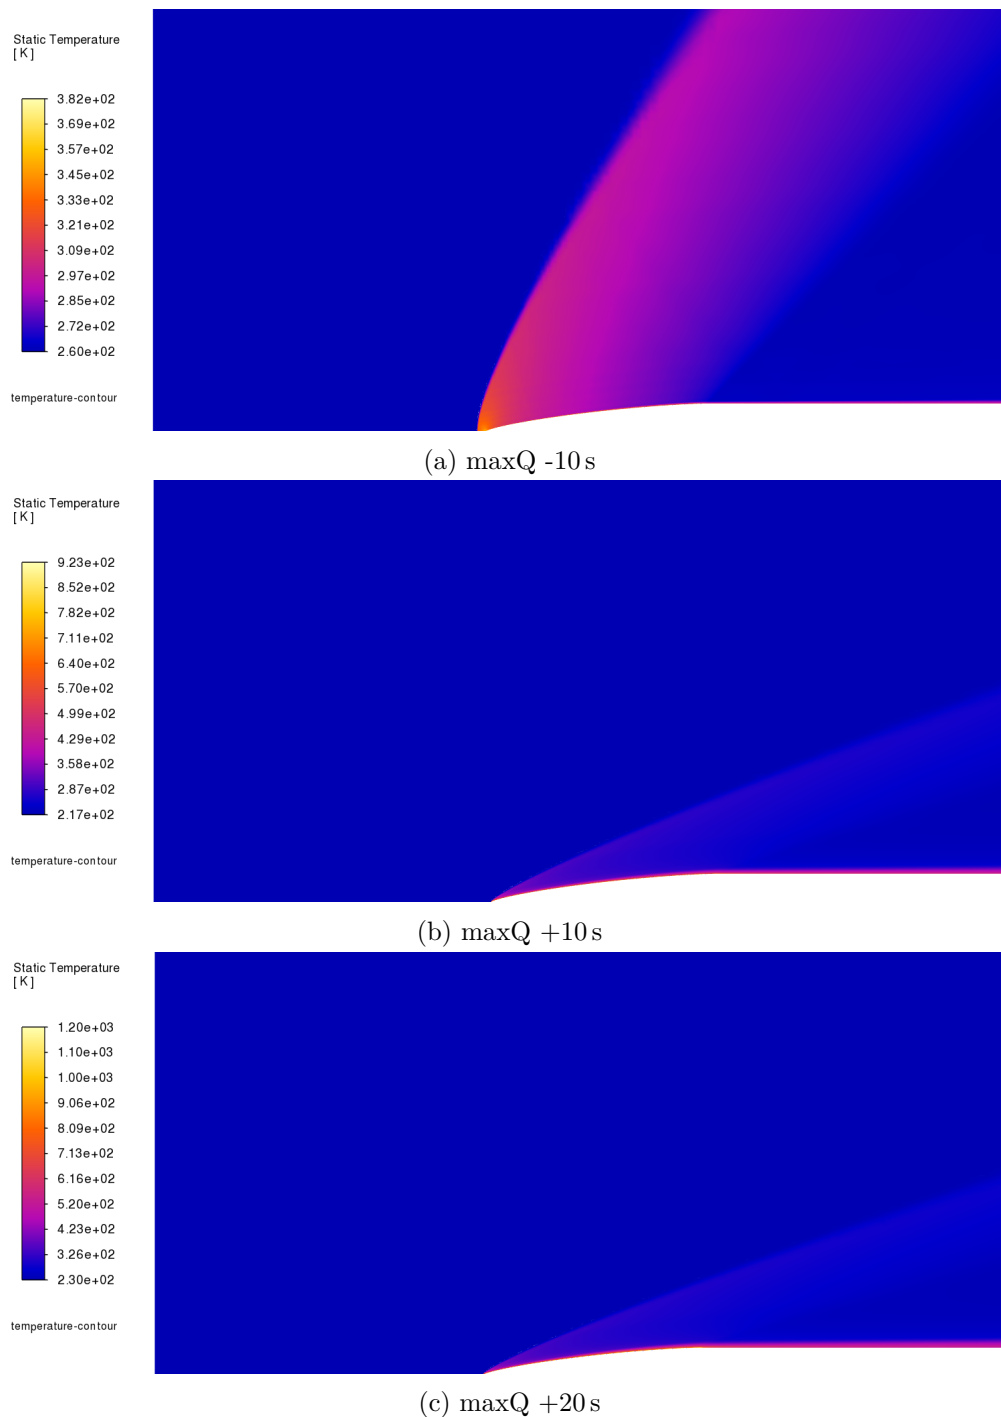 Static Temperature
[ K ]
3.82e+02
3.69e+02
3.57e+02
3.45e+02
3.33e+02
3.21e+02
3.09e+02
2.97e+02
2.85e+02
2.72e+02
2.60e+02
temperature-contour
(a) maxQ -10 s
Static Temperature
[ K ]
9.23e+02
8.52e+02
7.82e+02
7.11e+02
6.40e+02
5.70e+02
4.99e+02
4.29e+02
3.58e+02
2.87e+02
2.17e+02
temperature-contour
(b) maxQ +10 s
Static Temperature
[ K ]
1.20e+03
1.10e+03
1.00e+03
9.06e+02
8.09e+02
7.13e+02
6.16e+02
5.20e+02
4.23e+02
3.26e+02
2.30e+02
temperature-contour
(c) maxQ +20 s